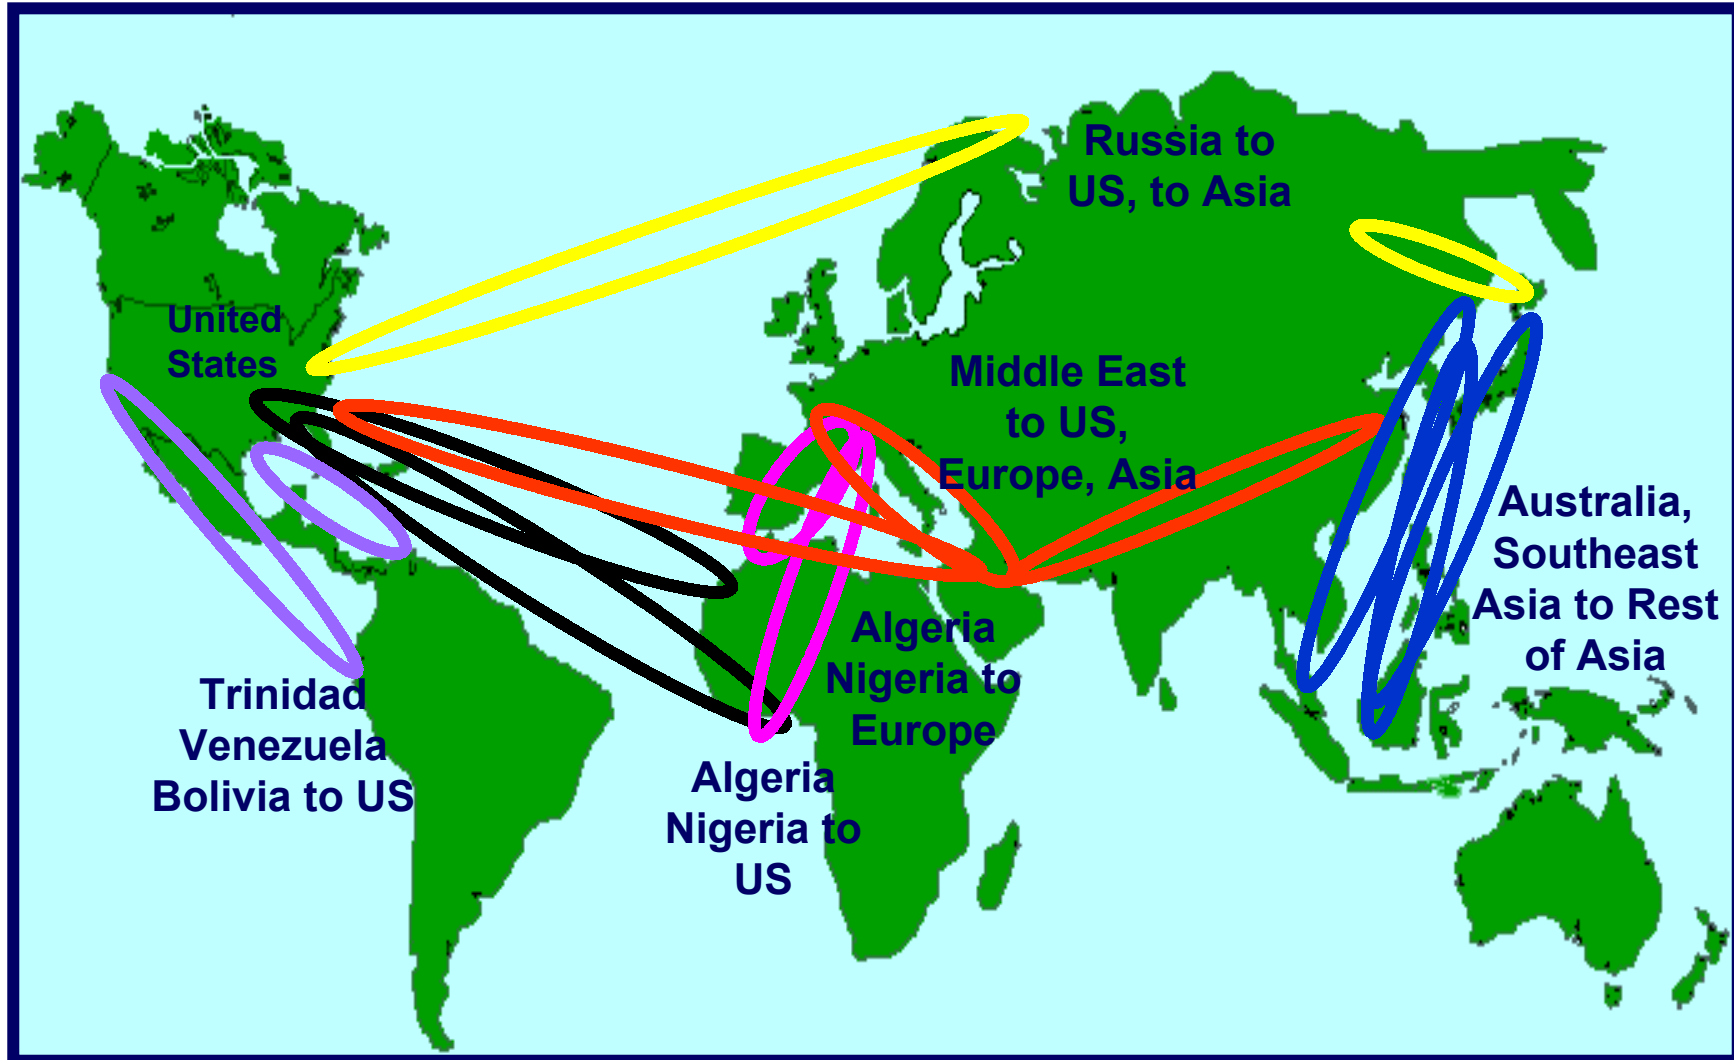 Russia to
US, to Asia
United
States
Middle East
to US,
Europe, Asia
Australia,
Southeast
Asia to Rest
of Asia
Algeria
Nigeria to
Europe
Trinidad
Venezuela
Bolivia to US
Algeria
Nigeria to
US